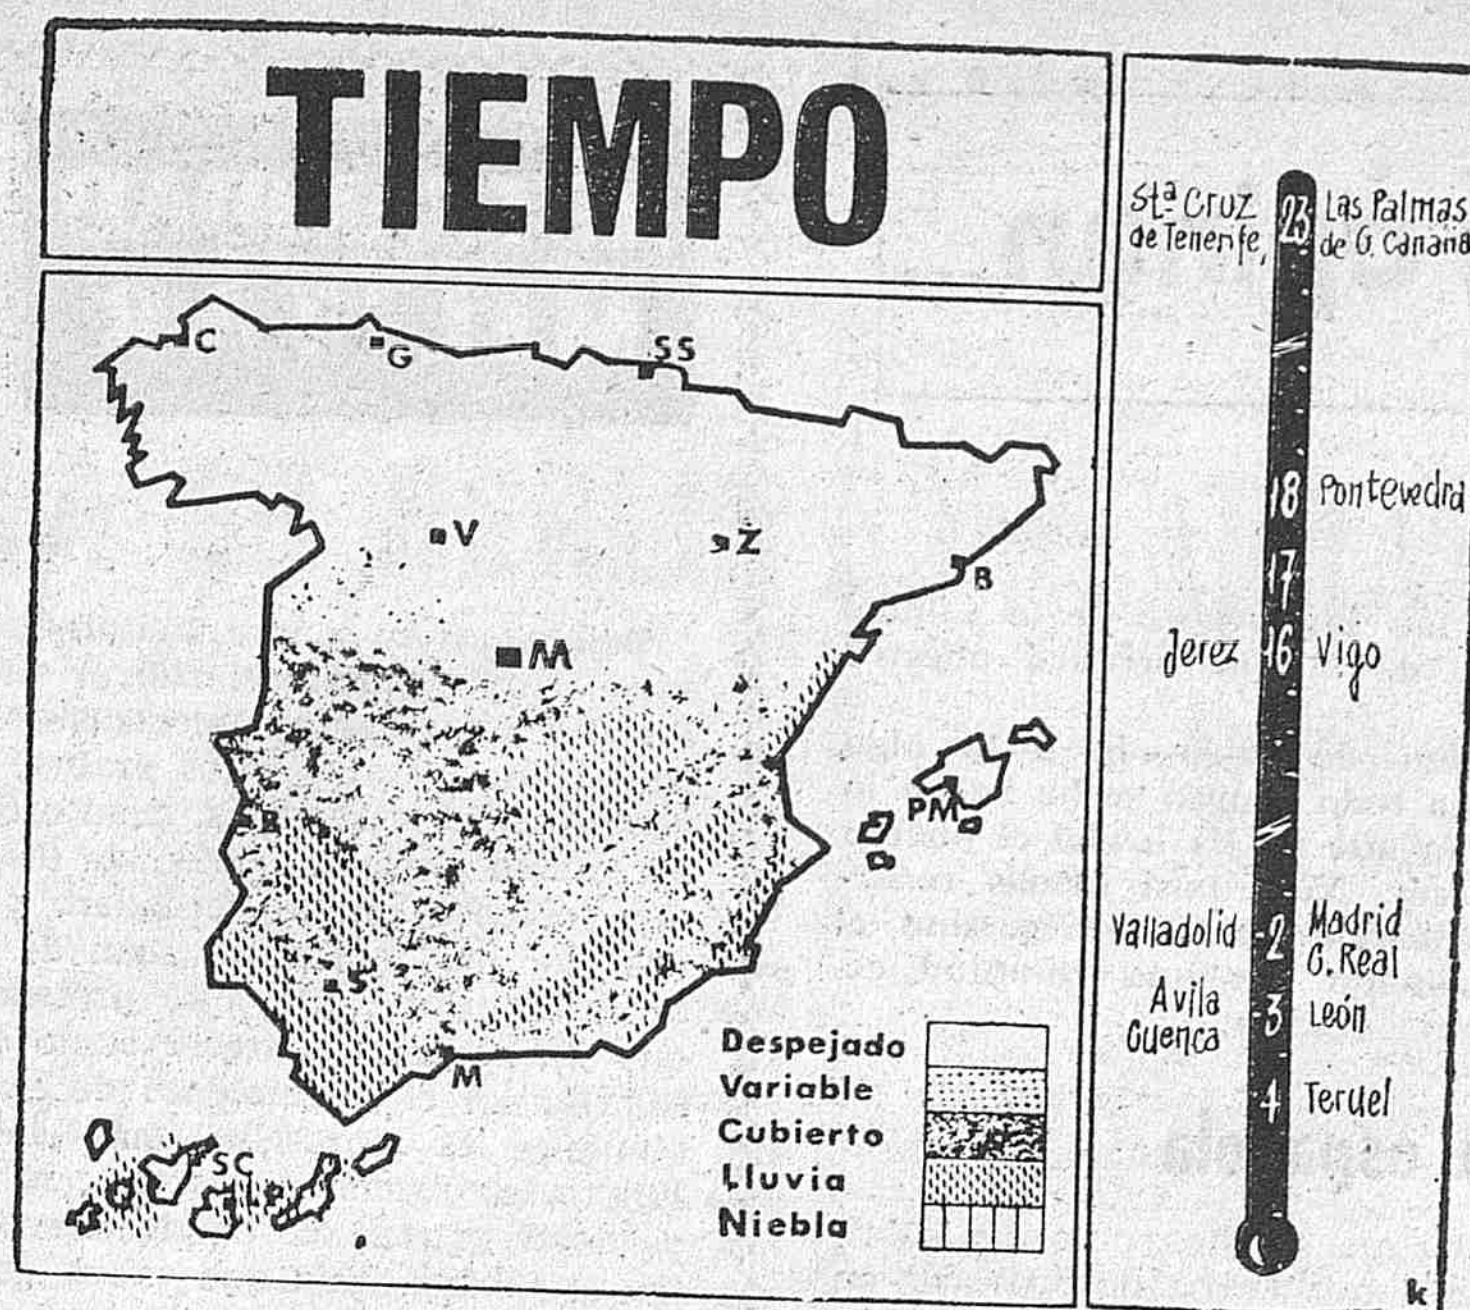 TIEMPO
C
G
SS
V
Z
B
M
PM
B
S
M
SC
LP
Despejado
Variable
Cubierto
Lluvia
Niebla
Stª Cruz
de Tenerife,
23
Las Palmas
de G. Canaria
18
Pontevedra
17
Jerez
16
Vigo
Valladolid
-2
Madrid
C. Real
Avila
Cuenca
-3
León
-4
Teruel
k